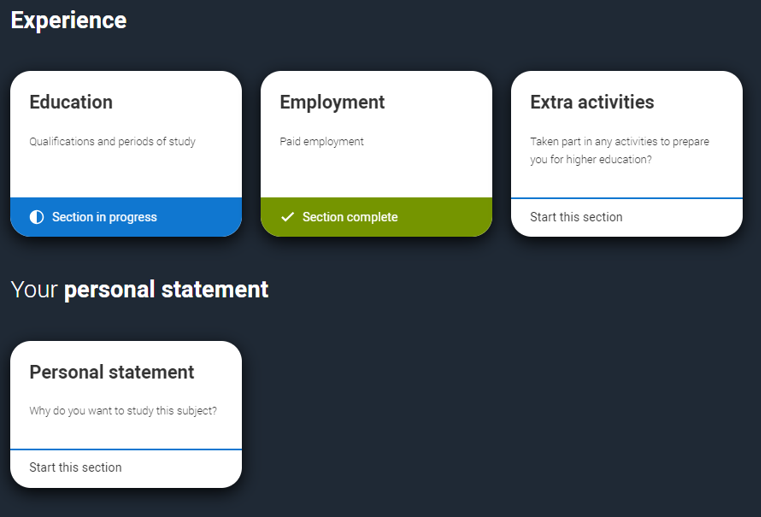 Experience
Education
Employment
Extra activities
Qualifications and periods of study
Paid employment
Taken part in any activities to prepare
you for higher education?
Section in progress
Section complete
Start this section
Your personal statement
Personal statement
Why do you want to study this subject?
Start this section